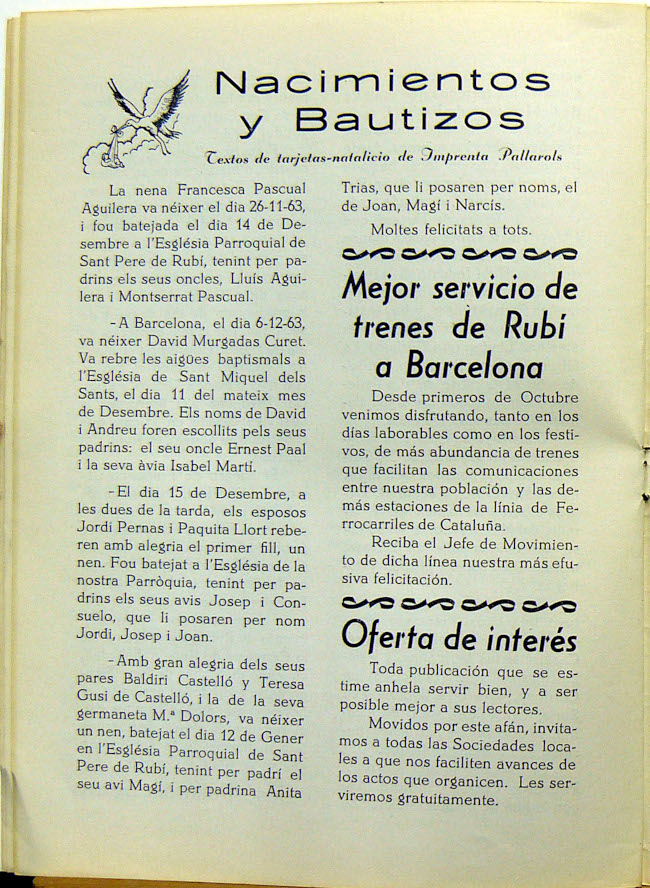 Nacimientos
y Bautizos
Textos de tarjetas-natalicio de Imprenta Pallarols
La nena Francesca Pascual
Aguilera va néixer el dia 26-11-63,
i fou batejada el dia 14 de De-
sembre a l'Església Parroquial de
Sant Pere de Rubí, tenint per pa-
drins els seus oncles, Lluís Agui-
lera i Montserrat Pascual.
-A Barcelona, el dia 6-12-63,
va néixer David Murgadas Curet.
Va rebre les aigües baptismals a
l'Església de Sant Miquel dels
Sants, el dia 11 del mateix mes
de Desembre. Els noms de David
i Andreu foren escollits pels seus
padrins: el seu oncle Ernest Paal
i la seva àvia Isabel Martí.
-El dia 15 de Desembre, a
les dues de la tarda, els esposos
Jordi Pernas i Paquita Llort rebe-
ren amb alegria el primer fill, un
nen. Fou batejat a l'Església de la
nostra Parròquia, tenint per pa-
drins els seus avis Josep i Con-
suelo, que li posaren per nom
Jordi, Josep i Joan.
-Amb gran alegria dels seus
pares Baldiri Castelló y Teresa
Gusi de Castelló, i la de la seva
germaneta M.ª Dolors, va néixer
un nen, batejat el dia 12 de Gener
en l'Església Parroquial de Sant
Pere de Rubí, tenint per padrí el
seu avi Magí, i per padrina Anita
Trias, que li posaren per noms, el
de Joan, Magí i Narcís.
Moltes felicitats a tots.
Mejor servicio de
trenes de Rubí
a Barcelona
Desde primeros de Octubre
venimos disfrutando, tanto en los
días laborables como en los festi-
vos, de más abundancia de trenes
que facilitan las comunicaciones
entre nuestra población y las de-
más estaciones de la línia de Fe-
rrocarriles de Cataluña.
Reciba el Jefe de Movimien-
to de dicha línea nuestra más efu-
siva felicitación.
Oferta de interés
Toda publicación que se es-
time anhela servir bien, y a ser
posible mejor a sus lectores.
Movidos por este afán, invita-
mos a todas las Sociedades loca-
les a que nos faciliten avances de
los actos que organicen. Les ser-
viremos gratuitamente.